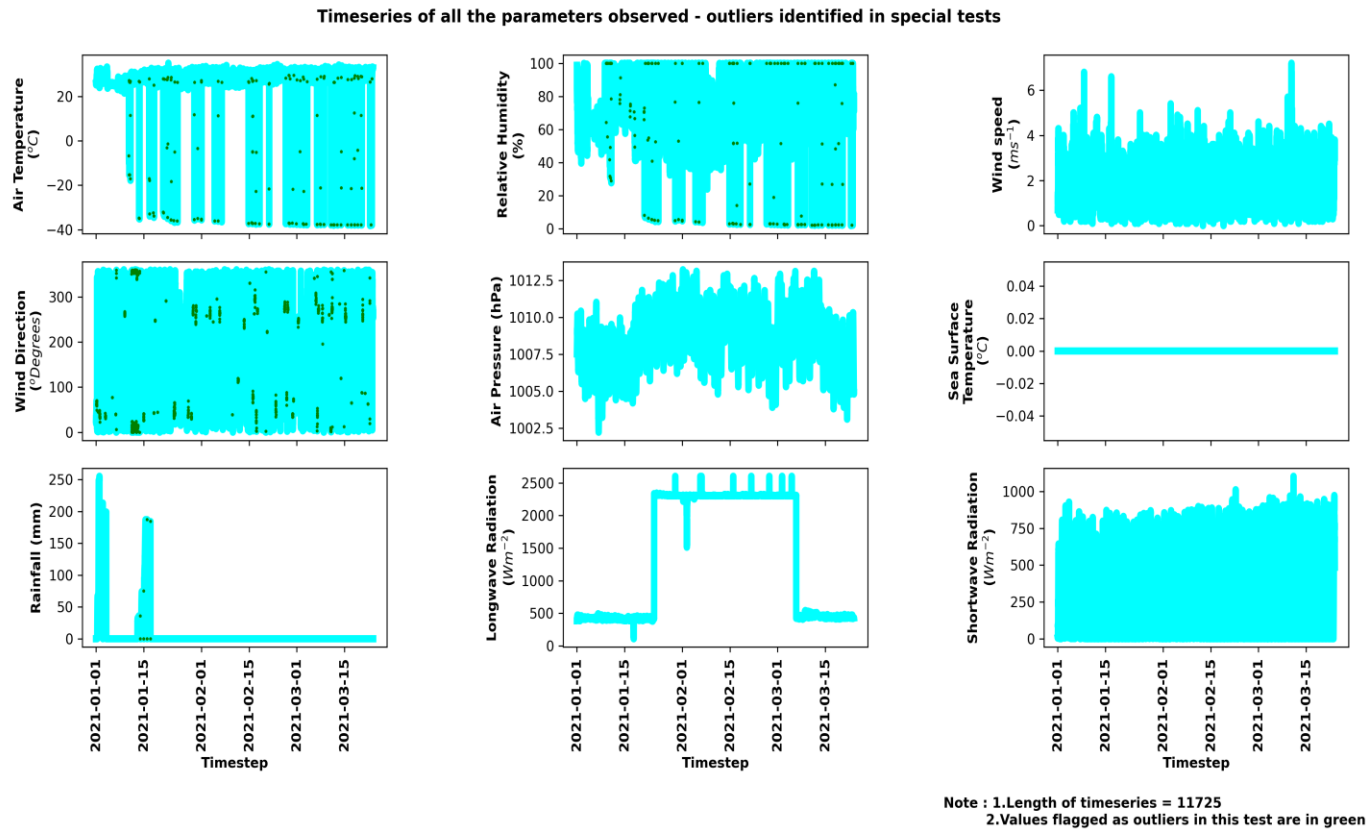 Timeseries of all the parameters observed - outliers identified in special tests
Air Temperature
(°C)
20
0
−20
−40
Relative Humidity
(%)
100
80
60
40
20
0
Wind speed
(ms⁻¹)
6
4
2
0
Wind Direction
(°Degrees)
300
200
100
0
Air Pressure (hPa)
1012.5
1010.0
1007.5
1005.0
1002.5
Sea Surface
Temperature
(°C)
0.04
0.02
0.00
−0.02
−0.04
Rainfall (mm)
250
200
150
100
50
0
2021-01-01
2021-01-15
2021-02-01
2021-02-15
2021-03-01
2021-03-15
Timestep
Longwave Radiation
(Wm⁻²)
2500
2000
1500
1000
500
0
2021-01-01
2021-01-15
2021-02-01
2021-02-15
2021-03-01
2021-03-15
Timestep
Shortwave Radiation
(Wm⁻²)
1000
750
500
250
0
2021-01-01
2021-01-15
2021-02-01
2021-02-15
2021-03-01
2021-03-15
Timestep
Note : 1.Length of timeseries = 11725
2.Values flagged as outliers in this test are in green